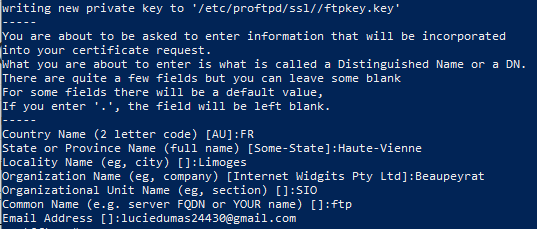 writing new private key to '/etc/proftpd/ssl//ftpkey.key'
-----
You are about to be asked to enter information that will be incorporated
into your certificate request.
What you are about to enter is what is called a Distinguished Name or a DN.
There are quite a few fields but you can leave some blank
For some fields there will be a default value,
If you enter '.', the field will be left blank.
-----
Country Name (2 letter code) [AU]:FR
State or Province Name (full name) [Some-State]:Haute-Vienne
Locality Name (eg, city) []:Limoges
Organization Name (eg, company) [Internet Widgits Pty Ltd]:Beaupeyrat
Organizational Unit Name (eg, section) []:SIO
Common Name (e.g. server FQDN or YOUR name) []:ftp
Email Address []:luciedumas24430@gmail.com